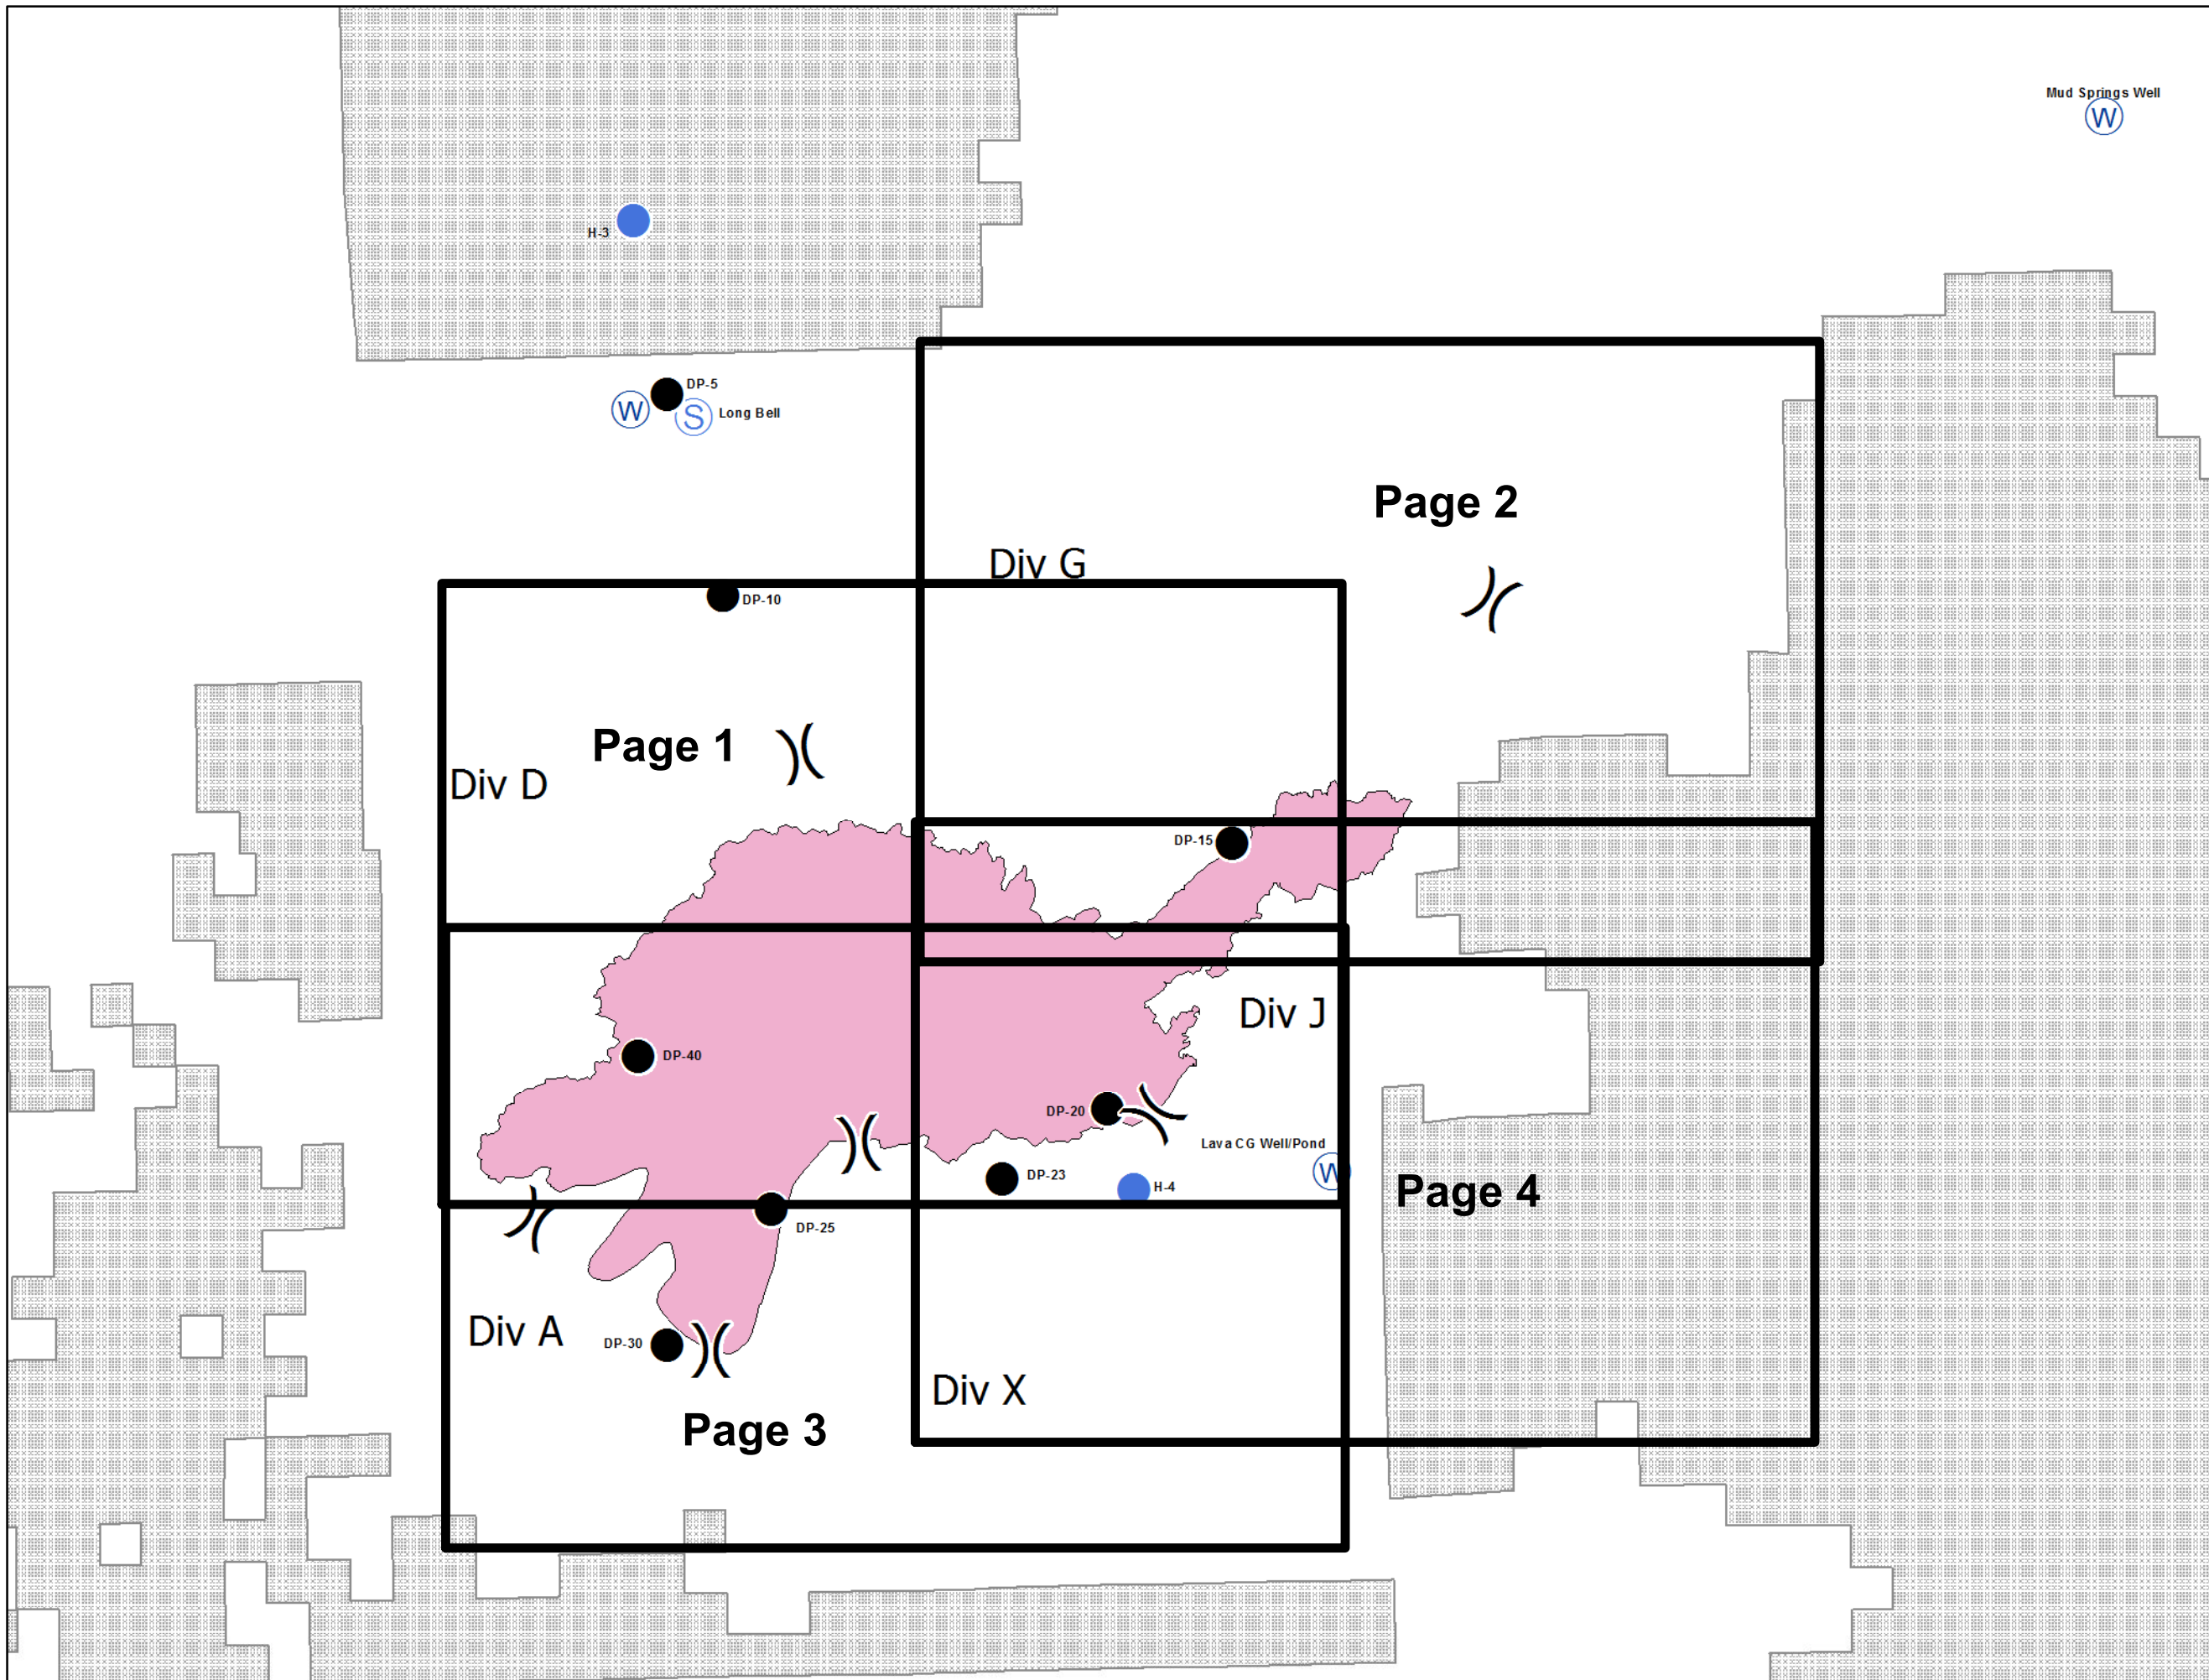 Mud Springs Well
W
H-3
DP-5
W
S
Long Bell
Page 2
Div G
DP-10
Page 1
Div D
DP-15
Div J
DP-40
DP-20
Lava CG Well/Pond
W
DP-23
H-4
Page 4
DP-25
Div A
DP-30
Div X
Page 3